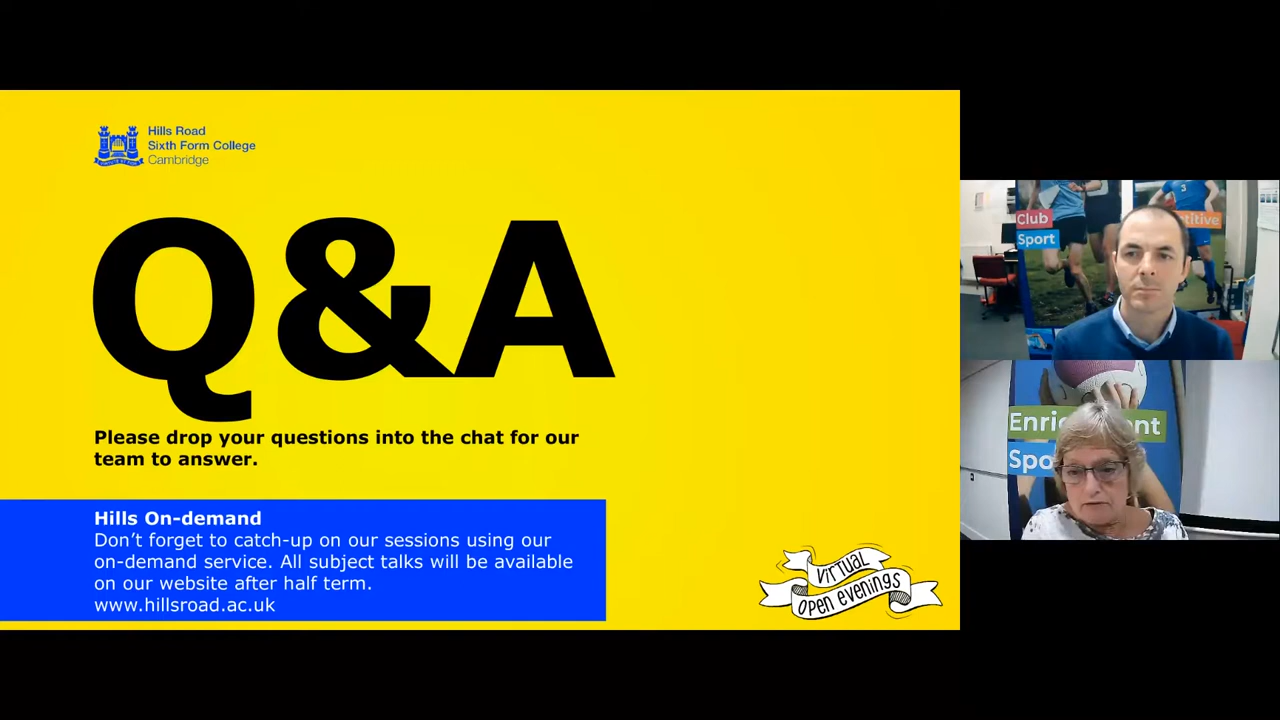 Hills Road
Sixth Form College
Cambridge
Q&A
Please drop your questions into the chat for our
team to answer.
Hills On-demand
Don’t forget to catch-up on our sessions using our
on-demand service. All subject talks will be available
on our website after half term.
www.hillsroad.ac.uk
VIRTUAL
OPEN EVENINGS
Club
Sport
3
Sport